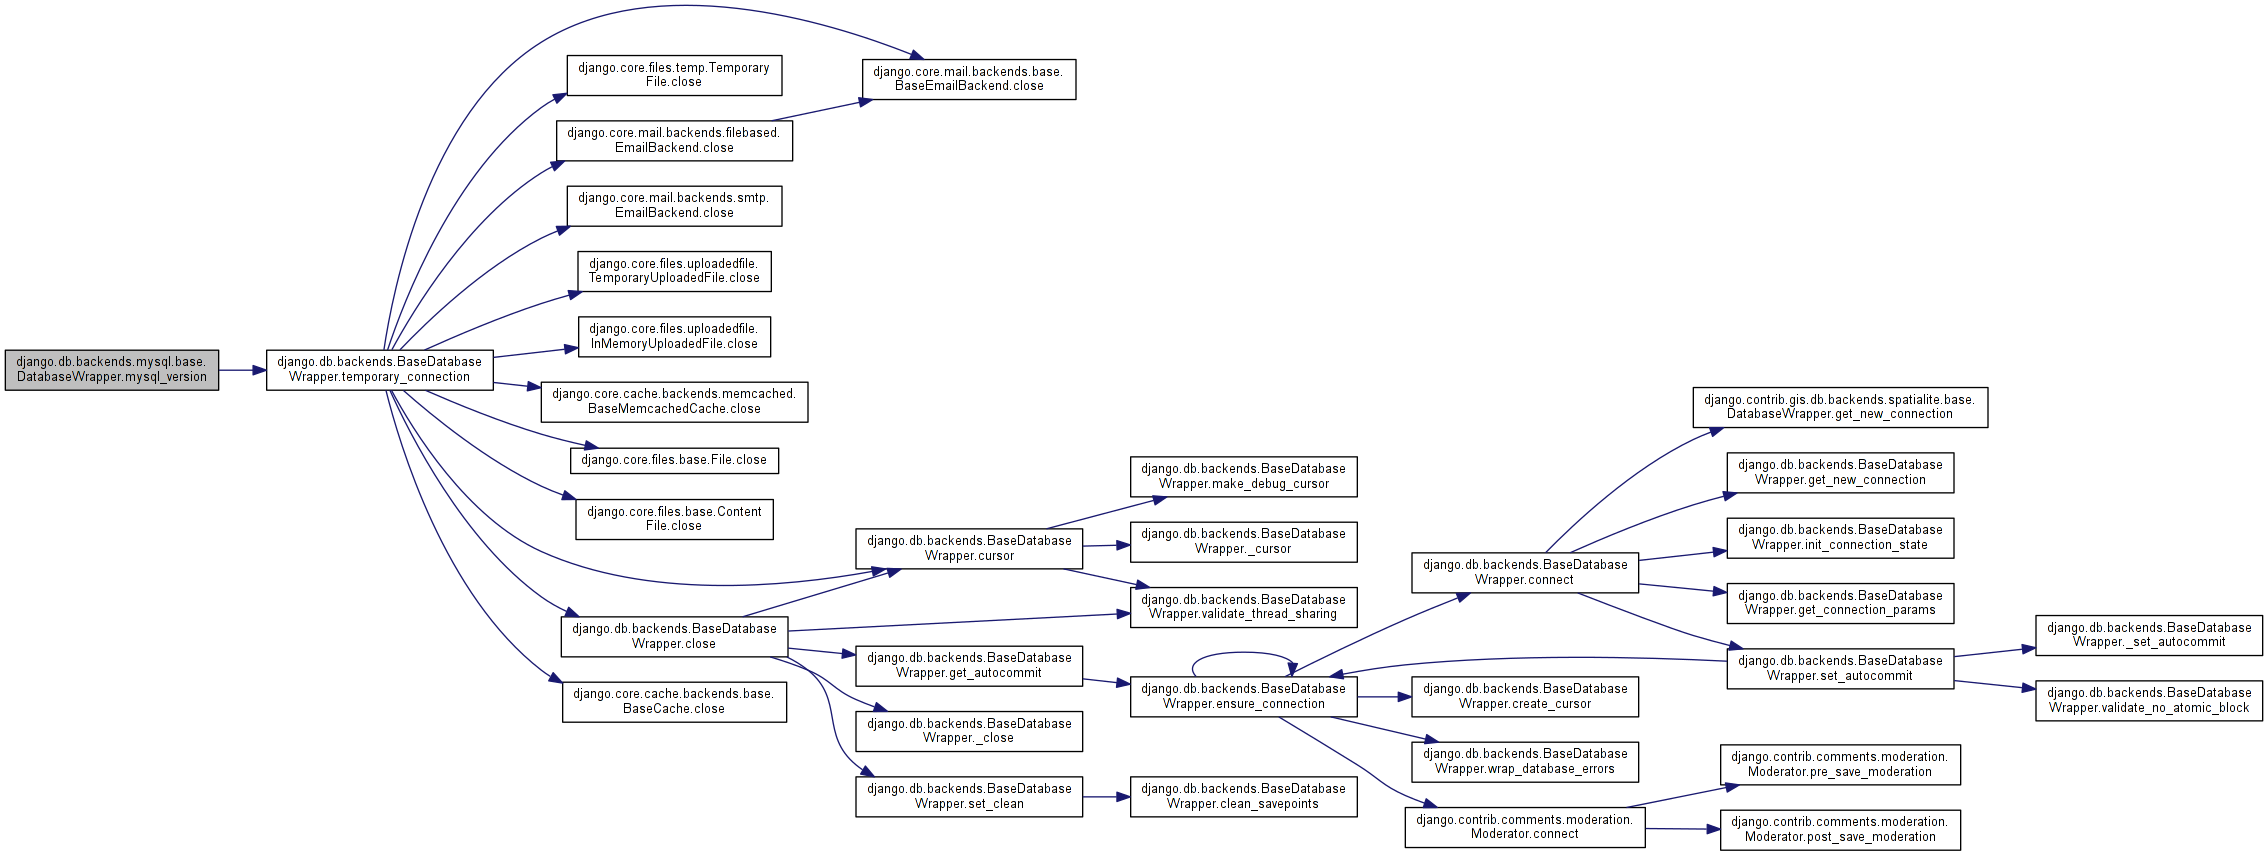 django.db.backends.mysql.base.
DatabaseWrapper.mysql_version
django.db.backends.BaseDatabase
Wrapper.temporary_connection
django.core.files.temp.Temporary
File.close
django.core.mail.backends.filebased.
EmailBackend.close
django.core.mail.backends.smtp.
EmailBackend.close
django.core.files.uploadedfile.
TemporaryUploadedFile.close
django.core.files.uploadedfile.
InMemoryUploadedFile.close
django.core.cache.backends.memcached.
BaseMemcachedCache.close
django.core.files.base.File.close
django.core.files.base.Content
File.close
django.db.backends.BaseDatabase
Wrapper.close
django.core.cache.backends.base.
BaseCache.close
django.core.mail.backends.base.
BaseEmailBackend.close
django.db.backends.BaseDatabase
Wrapper.cursor
django.db.backends.BaseDatabase
Wrapper.get_autocommit
django.db.backends.BaseDatabase
Wrapper._close
django.db.backends.BaseDatabase
Wrapper.set_clean
django.db.backends.BaseDatabase
Wrapper.make_debug_cursor
django.db.backends.BaseDatabase
Wrapper._cursor
django.db.backends.BaseDatabase
Wrapper.validate_thread_sharing
django.db.backends.BaseDatabase
Wrapper.ensure_connection
django.db.backends.BaseDatabase
Wrapper.clean_savepoints
django.db.backends.BaseDatabase
Wrapper.connect
django.db.backends.BaseDatabase
Wrapper.create_cursor
django.db.backends.BaseDatabase
Wrapper.wrap_database_errors
django.contrib.comments.moderation.
Moderator.connect
django.contrib.gis.db.backends.spatialite.base.
DatabaseWrapper.get_new_connection
django.db.backends.BaseDatabase
Wrapper.get_new_connection
django.db.backends.BaseDatabase
Wrapper.init_connection_state
django.db.backends.BaseDatabase
Wrapper.get_connection_params
django.db.backends.BaseDatabase
Wrapper.set_autocommit
django.contrib.comments.moderation.
Moderator.pre_save_moderation
django.contrib.comments.moderation.
Moderator.post_save_moderation
django.db.backends.BaseDatabase
Wrapper._set_autocommit
django.db.backends.BaseDatabase
Wrapper.validate_no_atomic_block